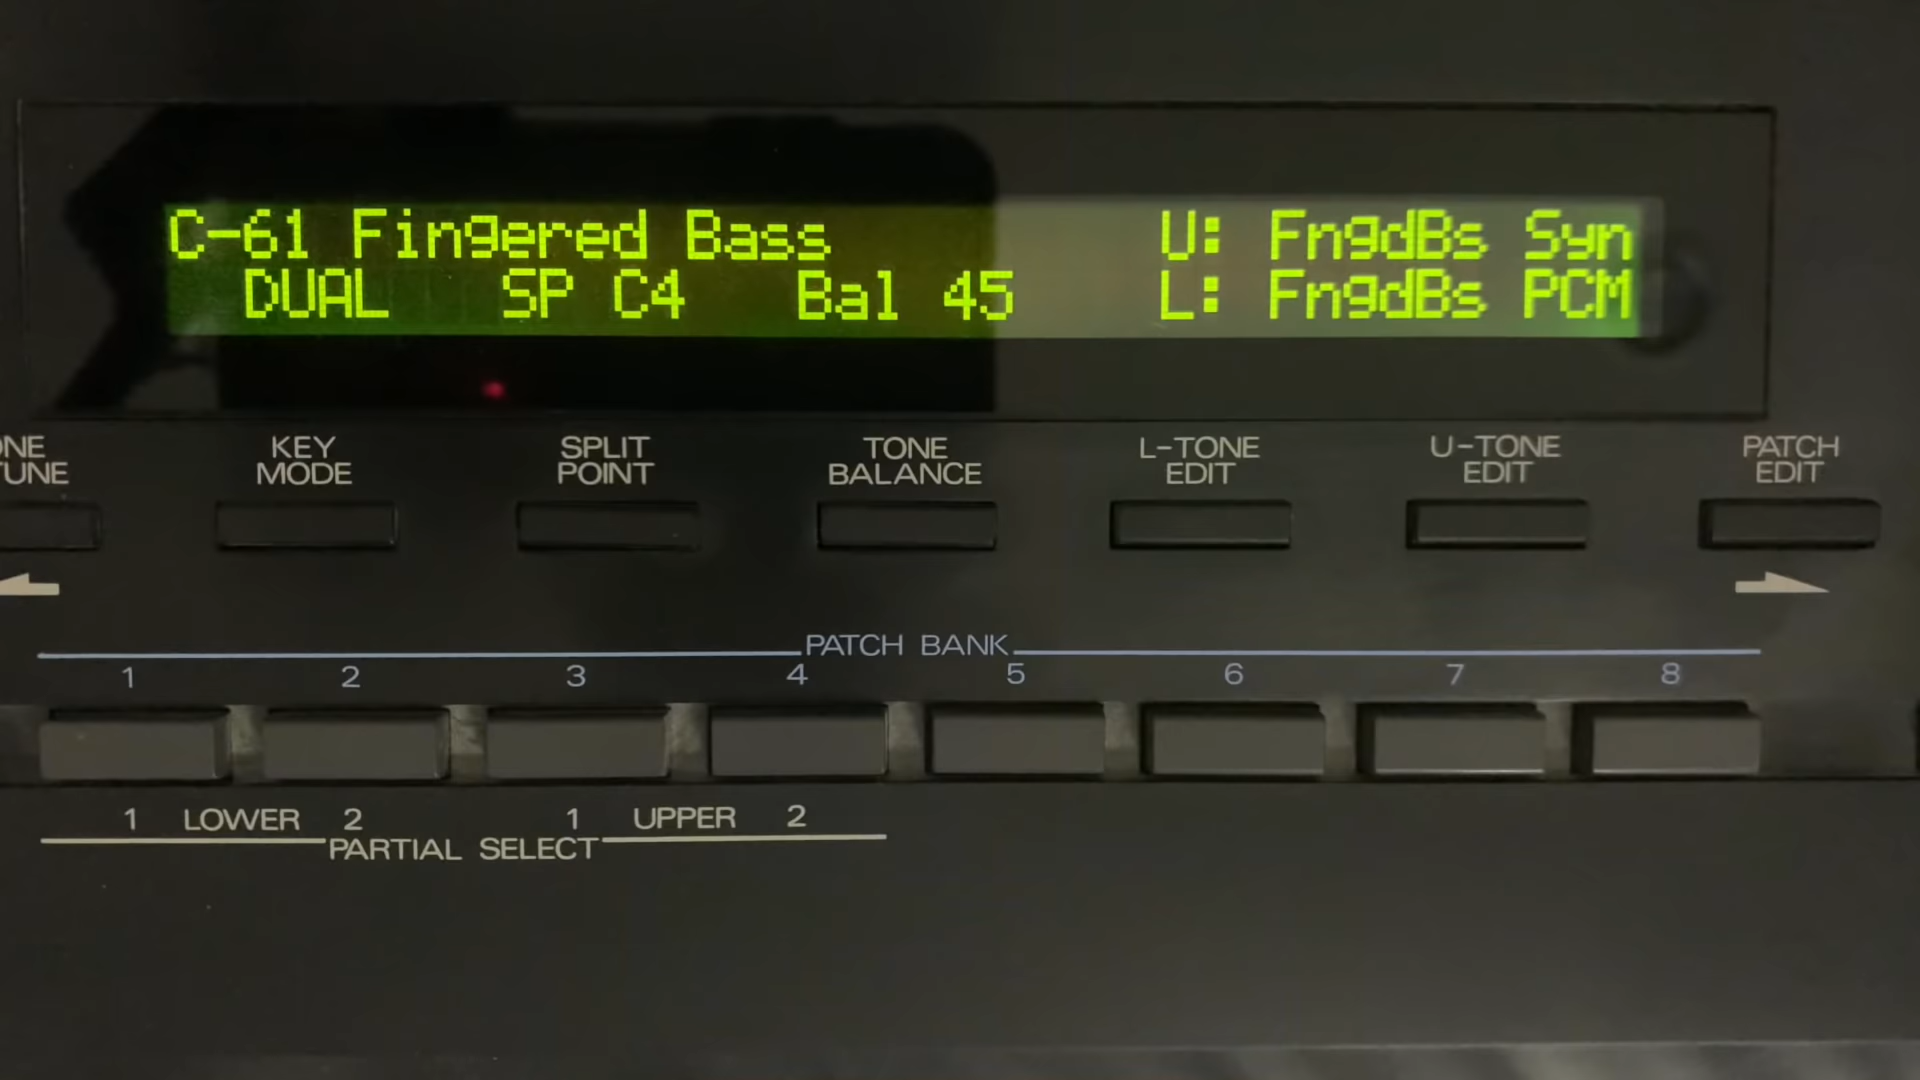 C-61 Fingered Bass U: FngdBs Syn
DUAL SP C4 Bal 45 L: FngdBs PCM
KEY MODE
SPLIT POINT
TONE BALANCE
L-TONE EDIT
U-TONE EDIT
PATCH EDIT
PATCH BANK
1 2 3 4 5 6 7 8
1 LOWER 2 1 UPPER 2
PARTIAL SELECT